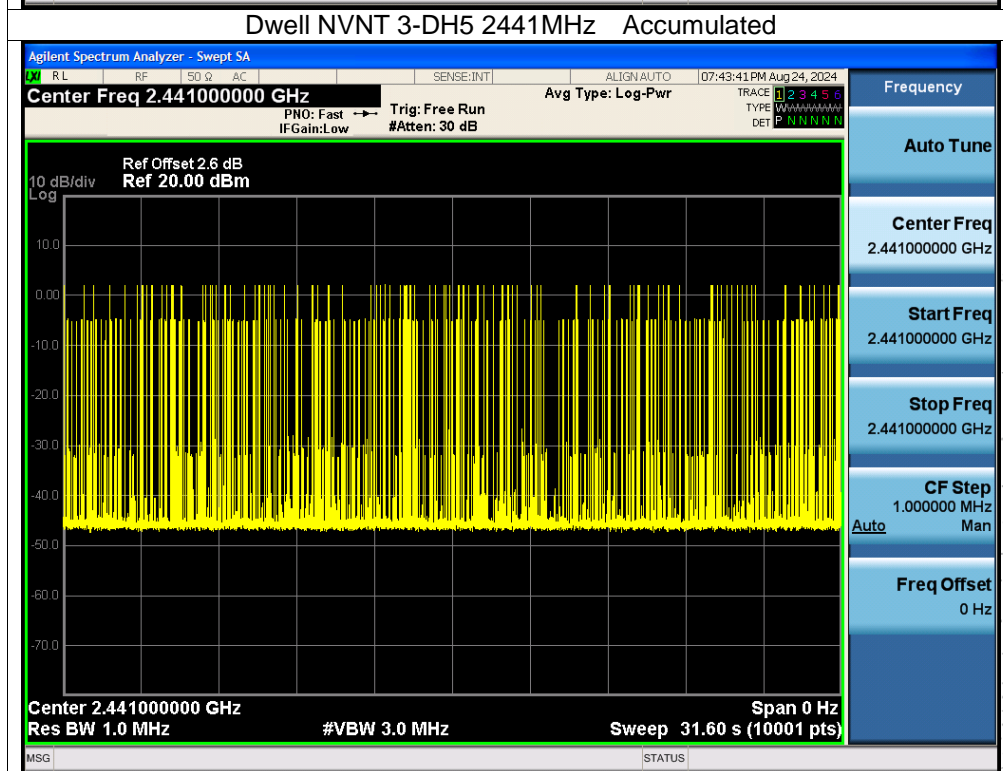 Dwell NVNT 3-DH5 2441MHz Accumulated
Agilent Spectrum Analyzer - Swept SA
LXI RL RF 50 Ω AC SENSE:INT ALIGN AUTO 07:43:41 PM Aug 24, 2024
Center Freq 2.441000000 GHz
PNO: Fast
IFGain:Low
Trig: Free Run
#Atten: 30 dB
Avg Type: Log-Pwr
TRACE 1 2 3 4 5 6
TYPE WWWWWW
DET P N N N N N
Ref Offset 2.6 dB
10 dB/div Ref 20.00 dBm
Log
10.0
0.00
-10.0
-20.0
-30.0
-40.0
-50.0
-60.0
-70.0
Center 2.441000000 GHz Span 0 Hz
Res BW 1.0 MHz #VBW 3.0 MHz Sweep 31.60 s (10001 pts)
MSG STATUS
Frequency
Auto Tune
Center Freq
2.441000000 GHz
Start Freq
2.441000000 GHz
Stop Freq
2.441000000 GHz
CF Step
1.000000 MHz
Auto Man
Freq Offset
0 Hz